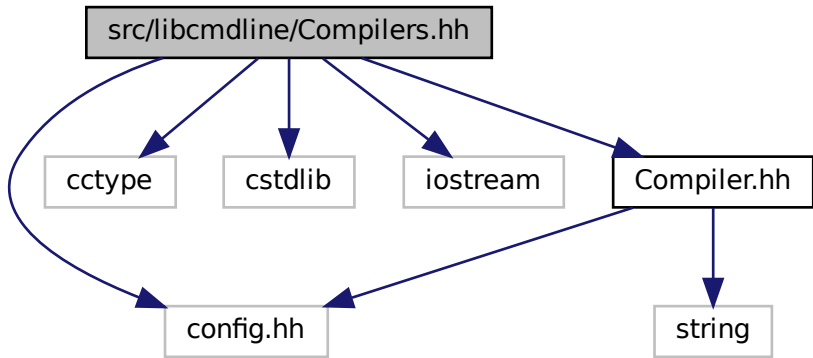 src/libcmdline/Compilers.hh
cctype
cstdlib
iostream
Compiler.hh
config.hh
string